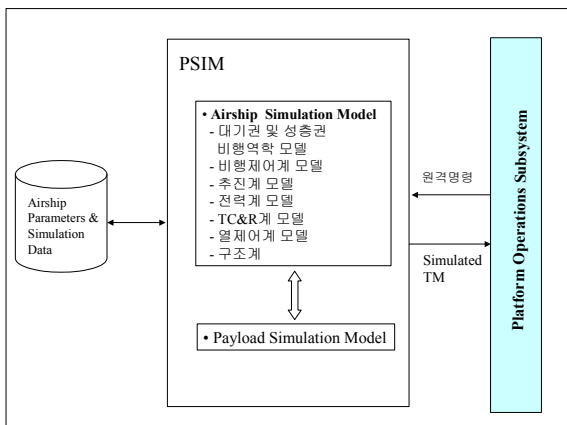 PSIM
• Airship Simulation Model
- 대기권 및 성층권
비행역학 모델
- 비행제어계 모델
- 추진계 모델
- 전력계 모델
- TC&R계 모델
- 열제어계 모델
- 구조계
• Payload Simulation Model
Airship
Parameters &
Simulation
Data
원격명령
Simulated
TM
Platform Operations Subsystem